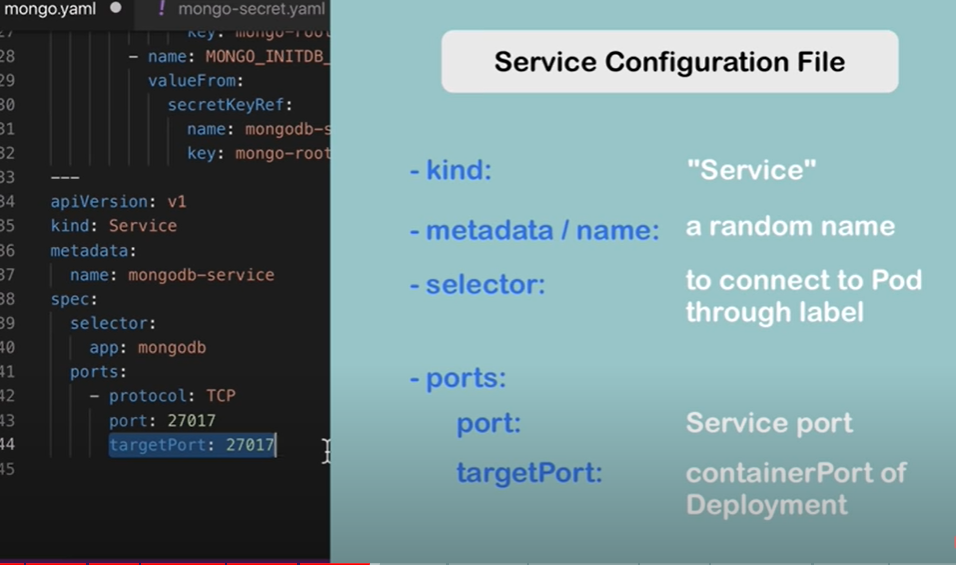 mongo.yaml ● ! mongo-secret.yaml
27 key: mongo-root
28 - name: MONGO_INITDB_
29 valueFrom:
30 secretKeyRef:
31 name: mongodb-s
32 key: mongo-root
33 ---
34 apiVersion: v1
35 kind: Service
36 metadata:
37 name: mongodb-service
38 spec:
39 selector:
40 app: mongodb
41 ports:
42 - protocol: TCP
43 port: 27017
44 targetPort: 27017
45
Service Configuration File
- kind: "Service"
- metadata / name: a random name
- selector: to connect to Pod
through label
- ports:
port: Service port
targetPort: containerPort of
Deployment